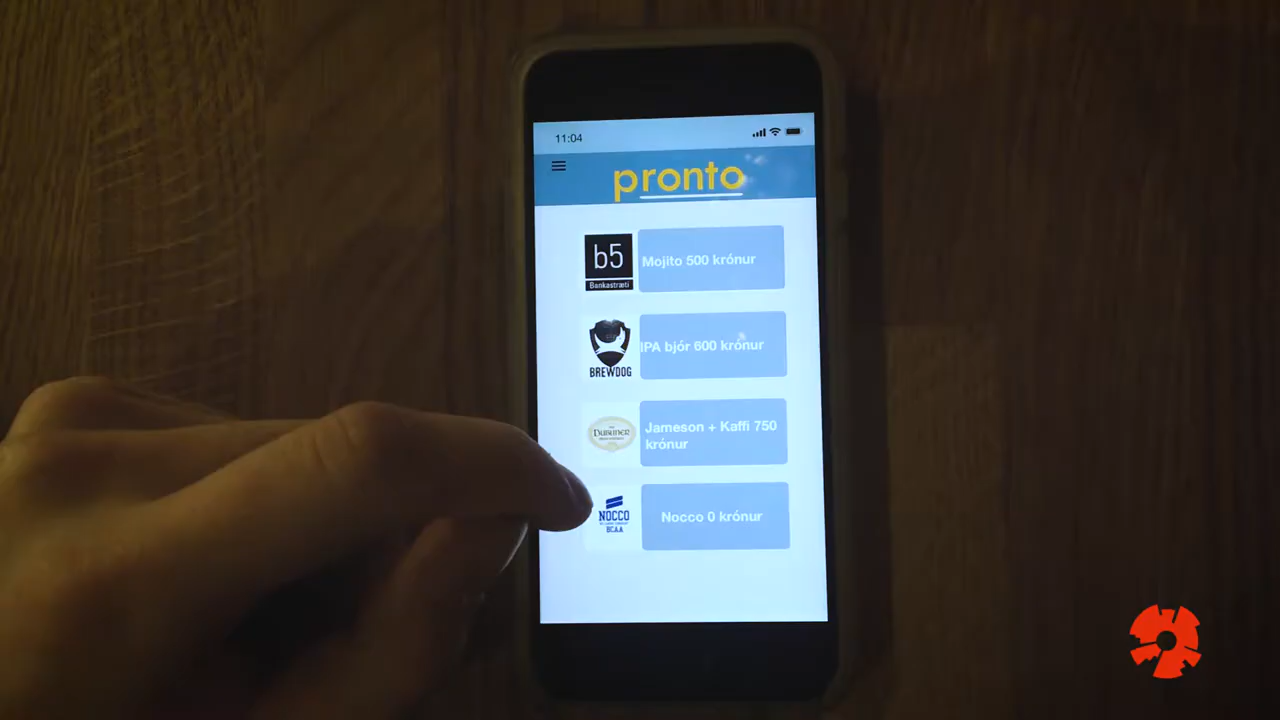 11:04
pronto
b5
Bankastræti
Mojito 500 krónur
BREWDOG
IPA bjór 600 krónur
DUBLINER
Jameson + Kaffi 750
krónur
NOCCO
BCAA
Nocco 0 krónur